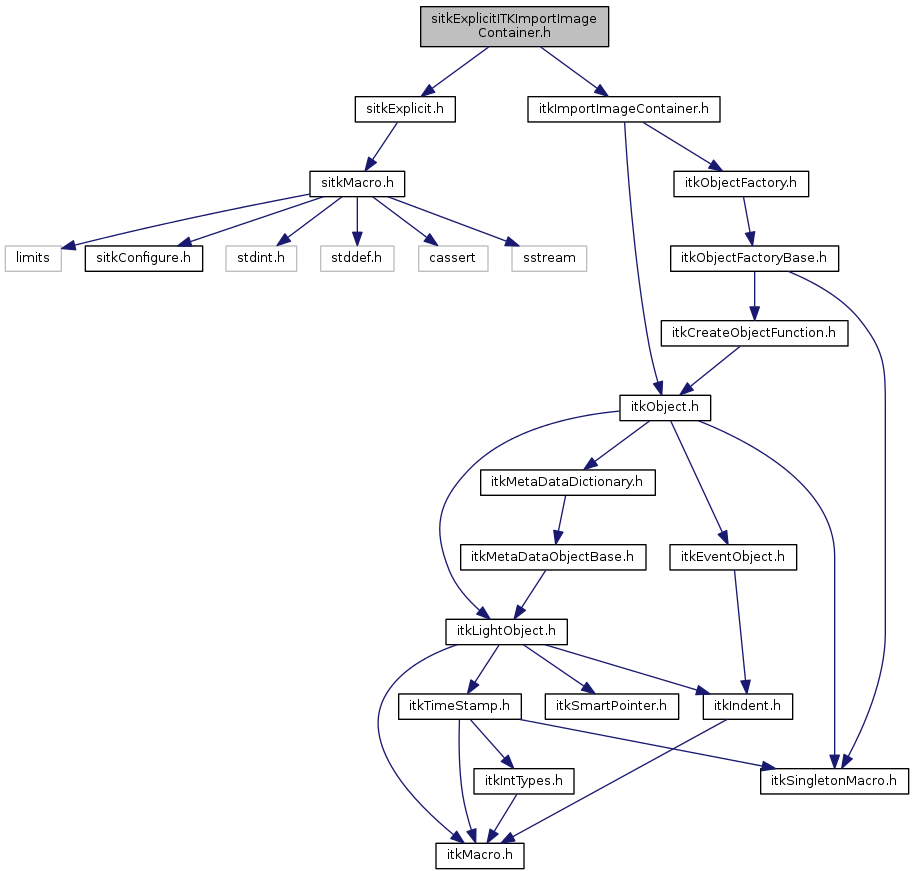 sitkExplicitITKImportImage
Container.h
sitkExplicit.h
itkImportImageContainer.h
sitkMacro.h
itkObjectFactory.h
limits
sitkConfigure.h
stdint.h
stddef.h
cassert
sstream
itkObjectFactoryBase.h
itkCreateObjectFunction.h
itkObject.h
itkMetaDataDictionary.h
itkMetaDataObjectBase.h
itkEventObject.h
itkLightObject.h
itkTimeStamp.h
itkSmartPointer.h
itkIndent.h
itkIntTypes.h
itkSingletonMacro.h
itkMacro.h